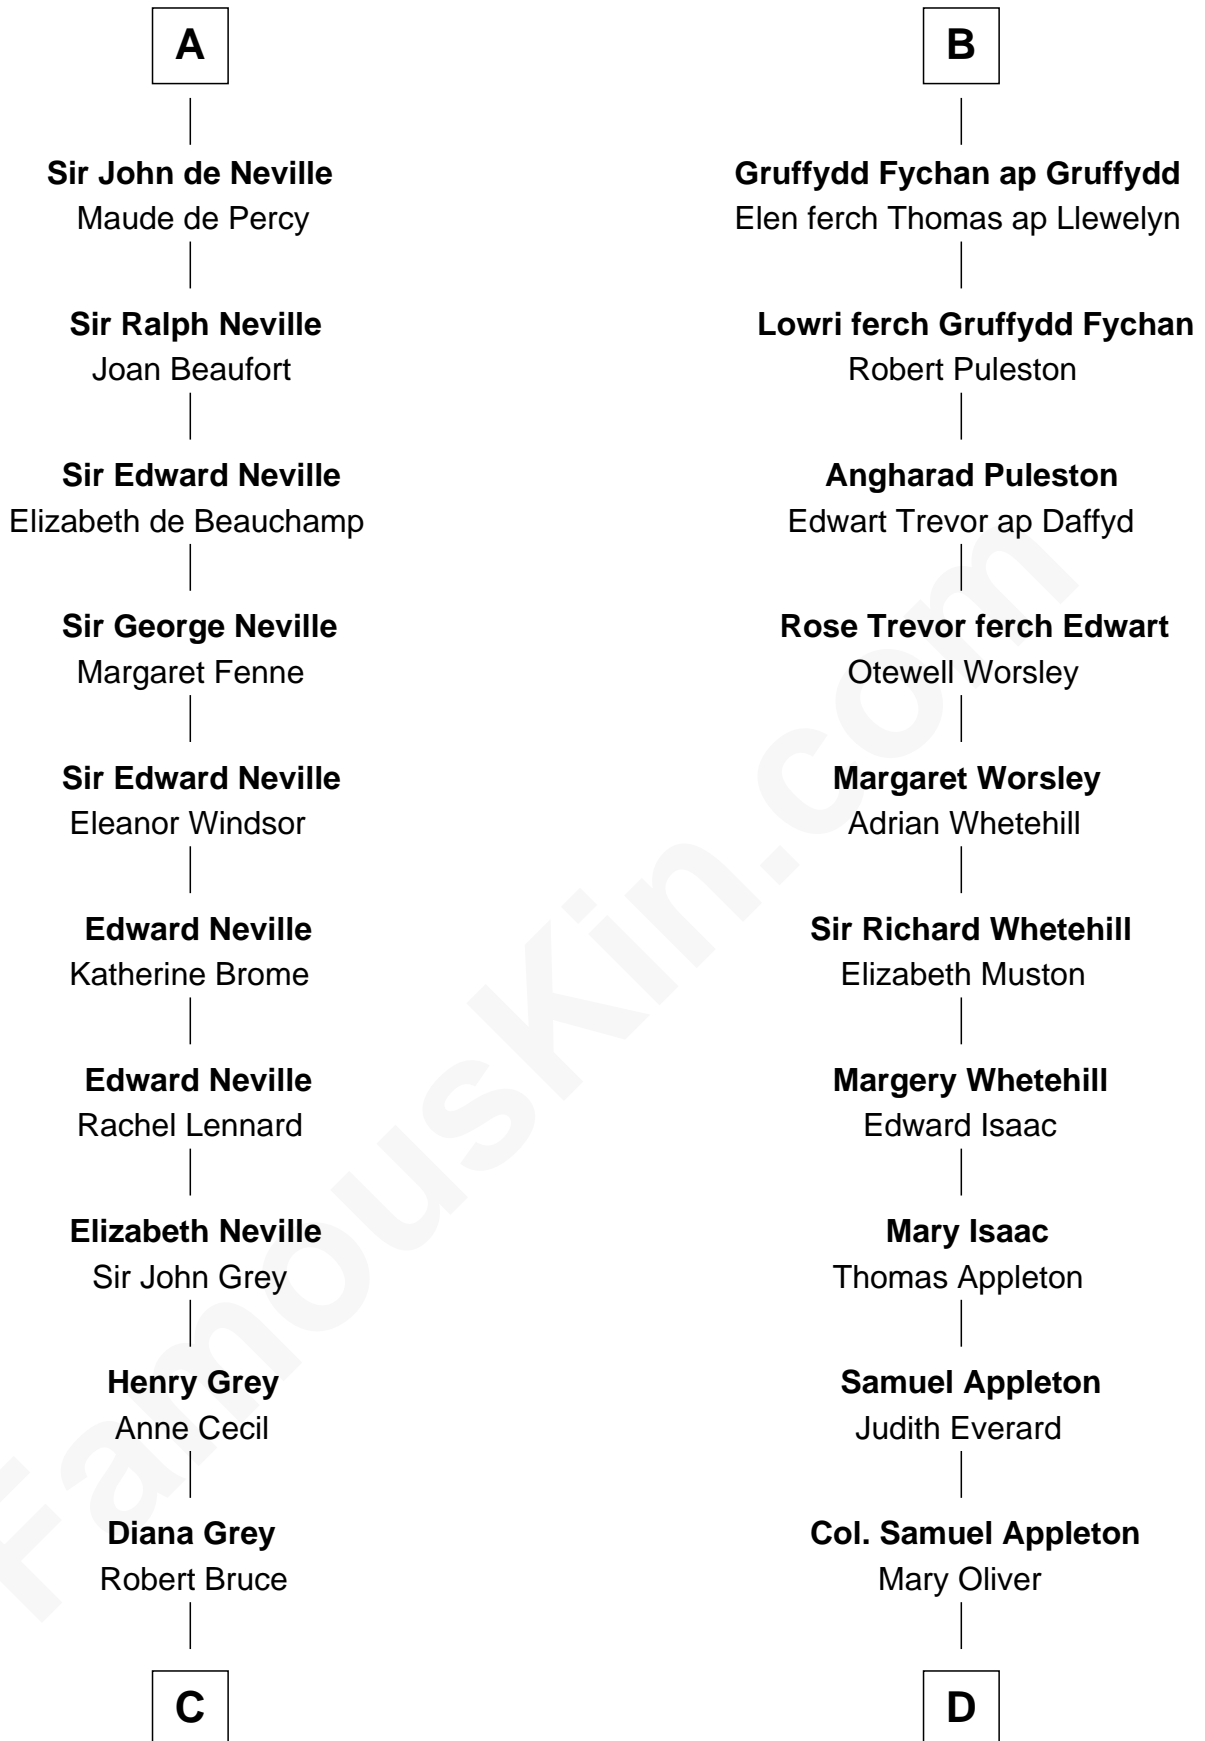 A
Sir John de Neville
Maude de Percy
Sir Ralph Neville
Joan Beaufort
Sir Edward Neville
Elizabeth de Beauchamp
Sir George Neville
Margaret Fenne
Sir Edward Neville
Eleanor Windsor
Edward Neville
Katherine Brome
Edward Neville
Rachel Lennard
Elizabeth Neville
Sir John Grey
Henry Grey
Anne Cecil
Diana Grey
Robert Bruce
C
B
Gruffydd Fychan ap Gruffydd
Elen ferch Thomas ap Llewelyn
Lowri ferch Gruffydd Fychan
Robert Puleston
Angharad Puleston
Edwart Trevor ap Daffyd
Rose Trevor ferch Edwart
Otewell Worsley
Margaret Worsley
Adrian Whetehill
Sir Richard Whetehill
Elizabeth Muston
Margery Whetehill
Edward Isaac
Mary Isaac
Thomas Appleton
Samuel Appleton
Judith Everard
Col. Samuel Appleton
Mary Oliver
D
FamousKin.com